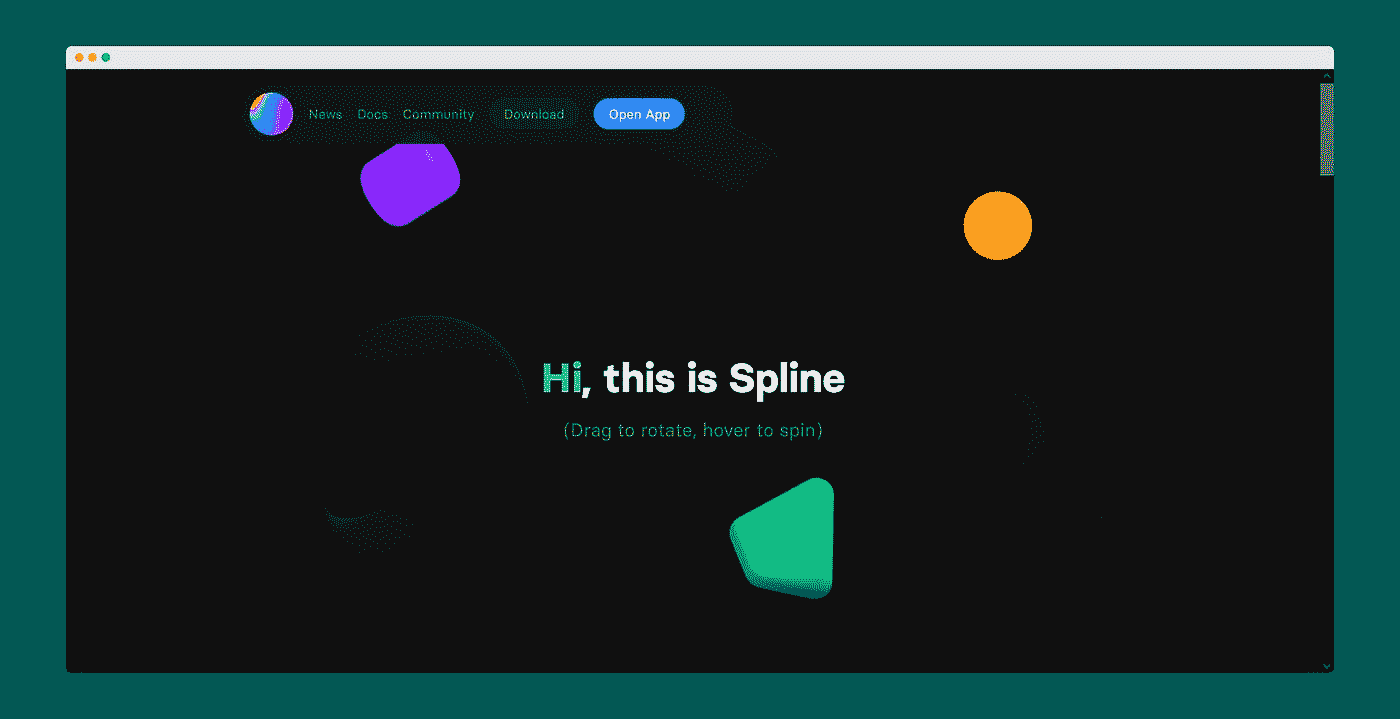 News Docs Community Download Open App
Hi, this is Spline
(Drag to rotate, hover to spin)